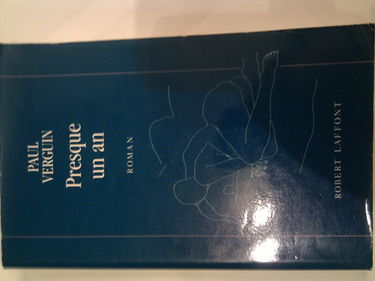 PAUL
VERGUIN
Presque
un an
ROMAN
ROBERT LAFFONT